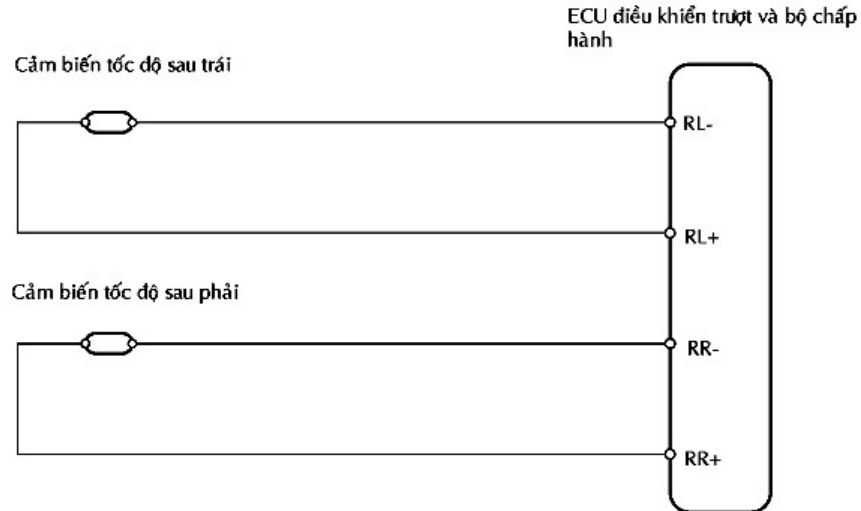 ECU điều khiển trượt và bộ chấp
hành
Cảm biến tốc độ sau trái
RL-
RL+
Cảm biến tốc độ sau phải
RR-
RR+